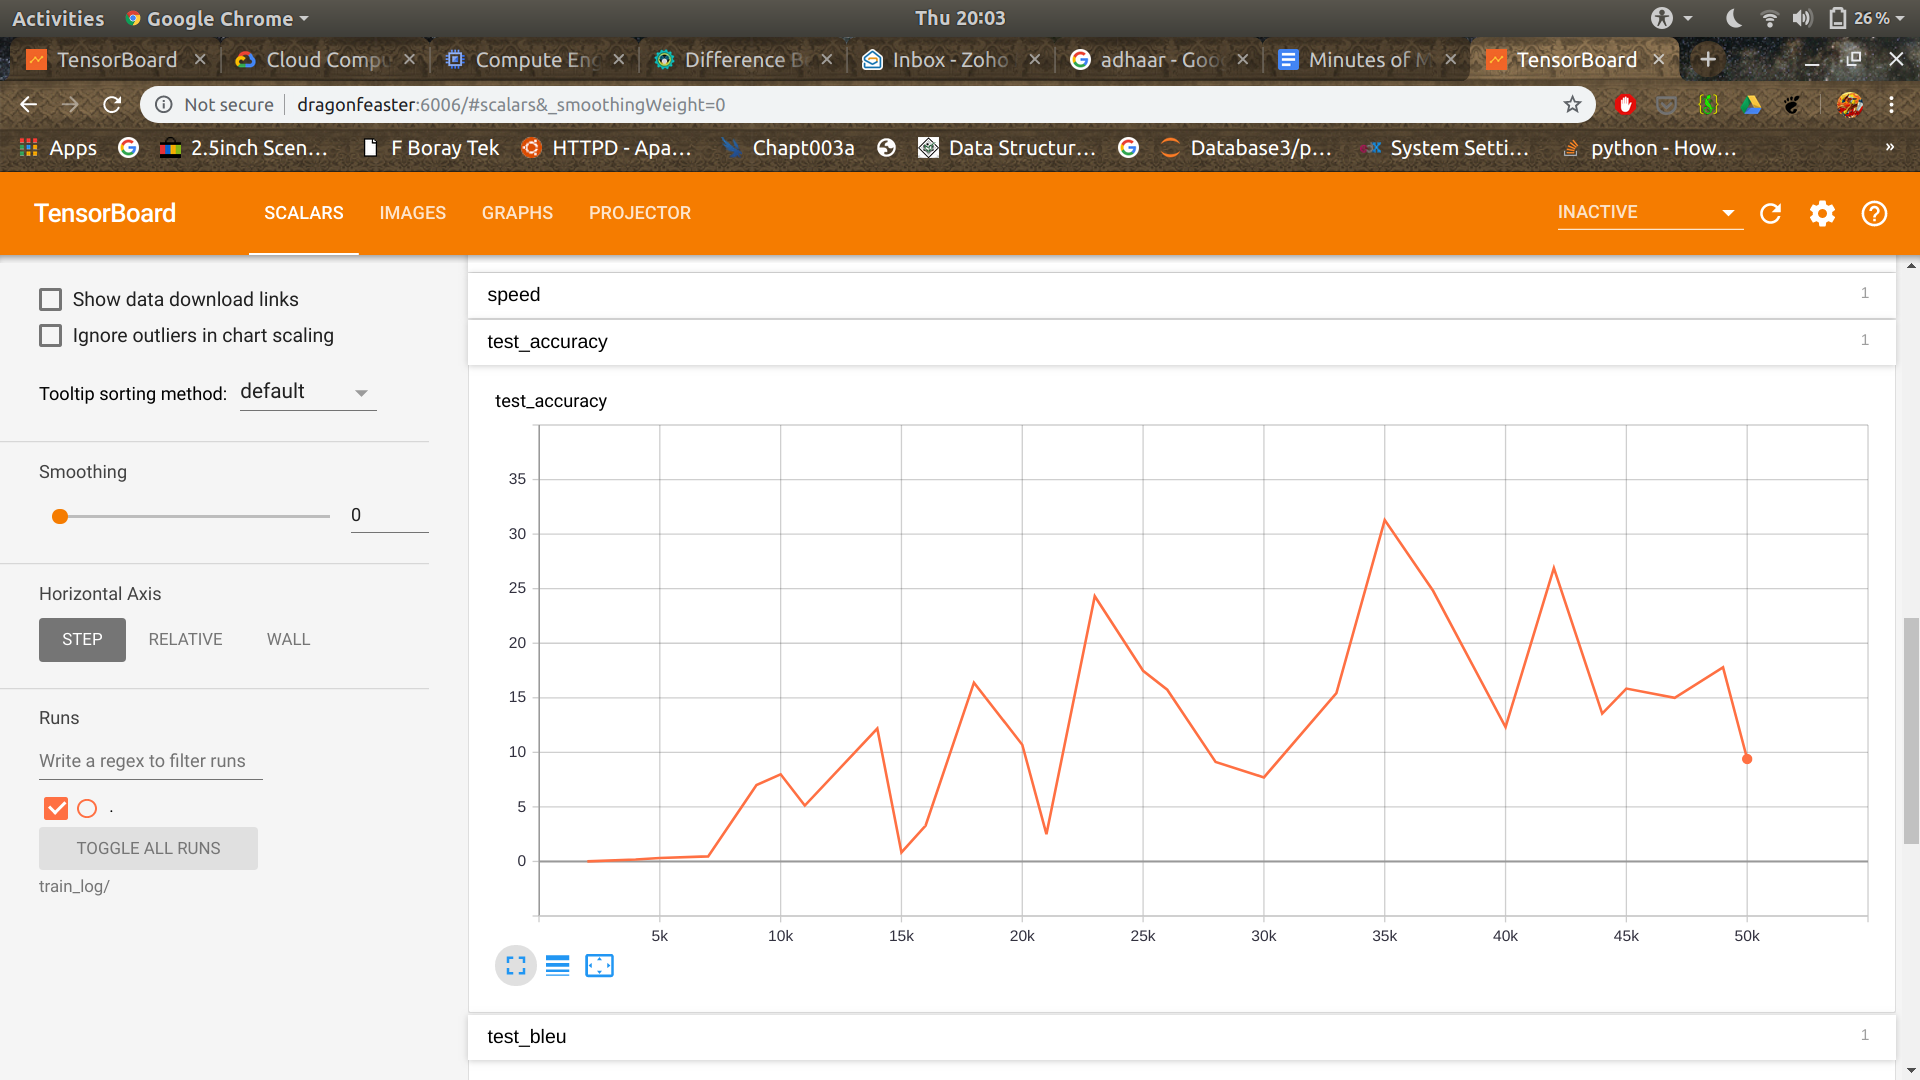 Activities Google Chrome Thu 20:03 26 %
TensorBoard Cloud Comp Compute En Difference B Inbox - Zoho adhaar - Goo Minutes of M TensorBoard
Not secure dragonfeaster:6006/#scalars&_smoothingWeight=0
Apps 2.5inch Scen... F Boray Tek HTTPD - Apa... Chapt003a Data Structur... Database3/p... System Setti... python - How... »
TensorBoard SCALARS IMAGES GRAPHS PROJECTOR INACTIVE
Show data download links
Ignore outliers in chart scaling
Tooltip sorting method: default
Smoothing
0
Horizontal Axis
STEP RELATIVE WALL
Runs
Write a regex to filter runs
.
TOGGLE ALL RUNS
train_log/
speed 1
test_accuracy 1
test_accuracy
35
30
25
20
15
10
5
0
5k 10k 15k 20k 25k 30k 35k 40k 45k 50k
test_bleu 1